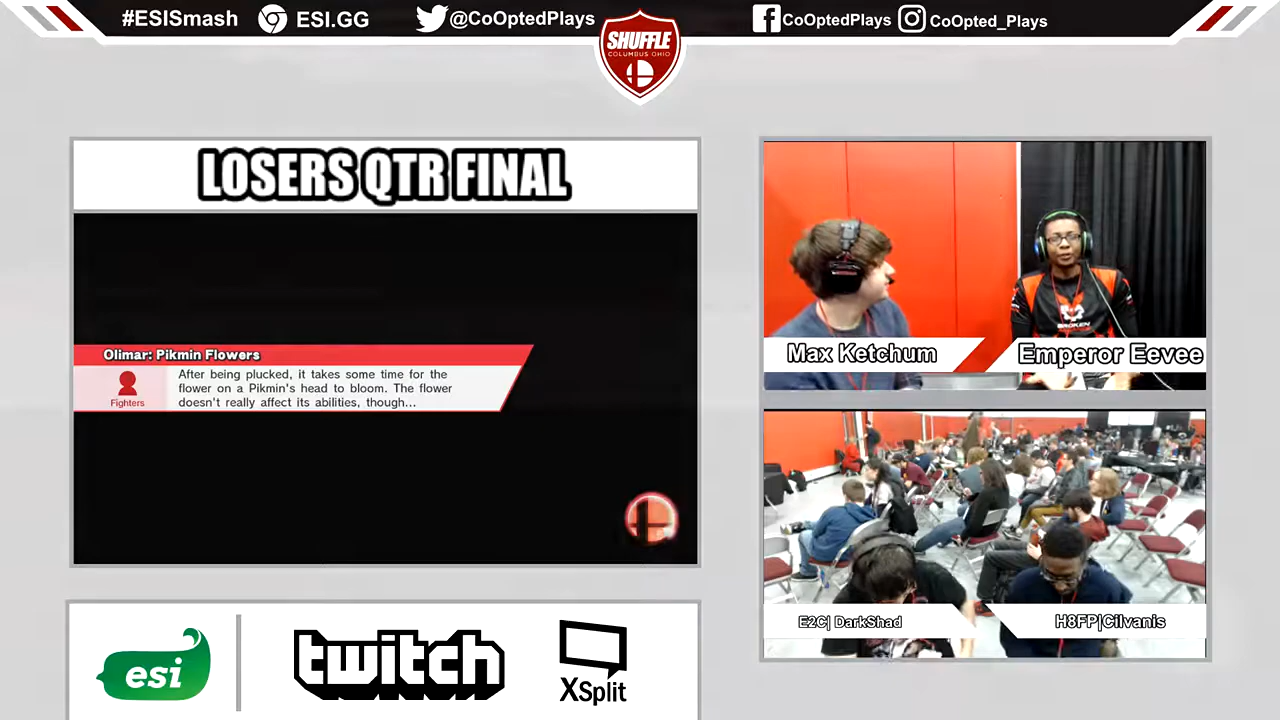 #ESISmash
ESI.GG
@CoOptedPlays
SHUFFLE
COLUMBUS OHIO
CoOptedPlays
CoOpted_Plays
LOSERS QTR FINAL
Olimar: Pikmin Flowers
Fighters
After being plucked, it takes some time for the
flower on a Pikmin's head to bloom. The flower
doesn't really affect its abilities, though...
BROKEN
Max Ketchum
Emperor Eevee
E2C| DarkShad
H8FP|Cilvanis
esi
twitch
XSplit